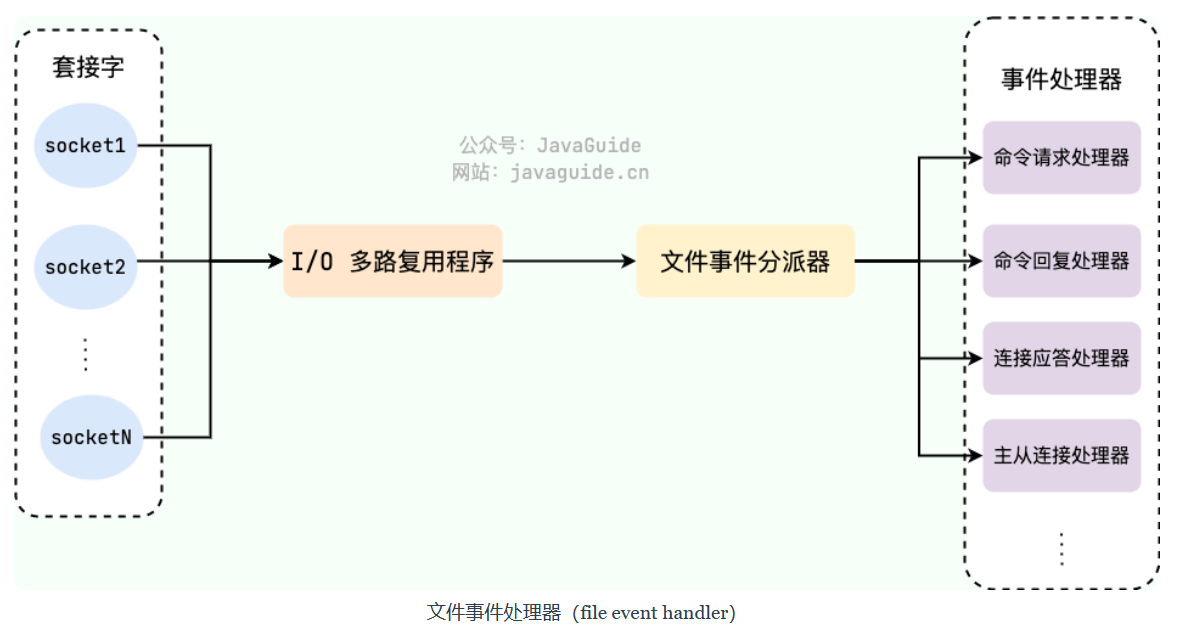 套接字
socket1
socket2
socketN
公众号：JavaGuide
网站：javaguide.cn
I/O 多路复用程序
文件事件分派器
事件处理器
命令请求处理器
命令回复处理器
连接应答处理器
主从连接处理器
文件事件处理器（file event handler）